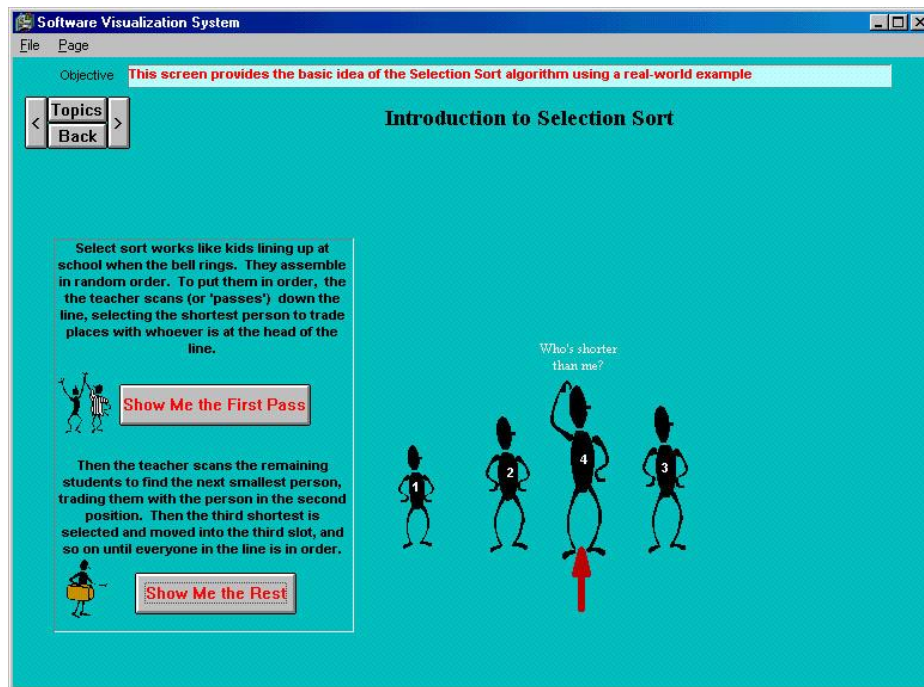 Software Visualization System
File Page
Objective This screen provides the basic idea of the Selection Sort algorithm using a real-world example
< Topics >
Back
Introduction to Selection Sort
Select sort works like kids lining up at
school when the bell rings. They assemble
in random order. To put them in order, the
the teacher scans (or 'passes') down the
line, selecting the shortest person to trade
places with whoever is at the head of the
line.
Show Me the First Pass
Then the teacher scans the remaining
students to find the next smallest person,
trading them with the person in the second
position. Then the third shortest is
selected and moved into the third slot, and
so on until everyone in the line is in order.
Show Me the Rest
Who's shorter
than me?
1 2 4 3